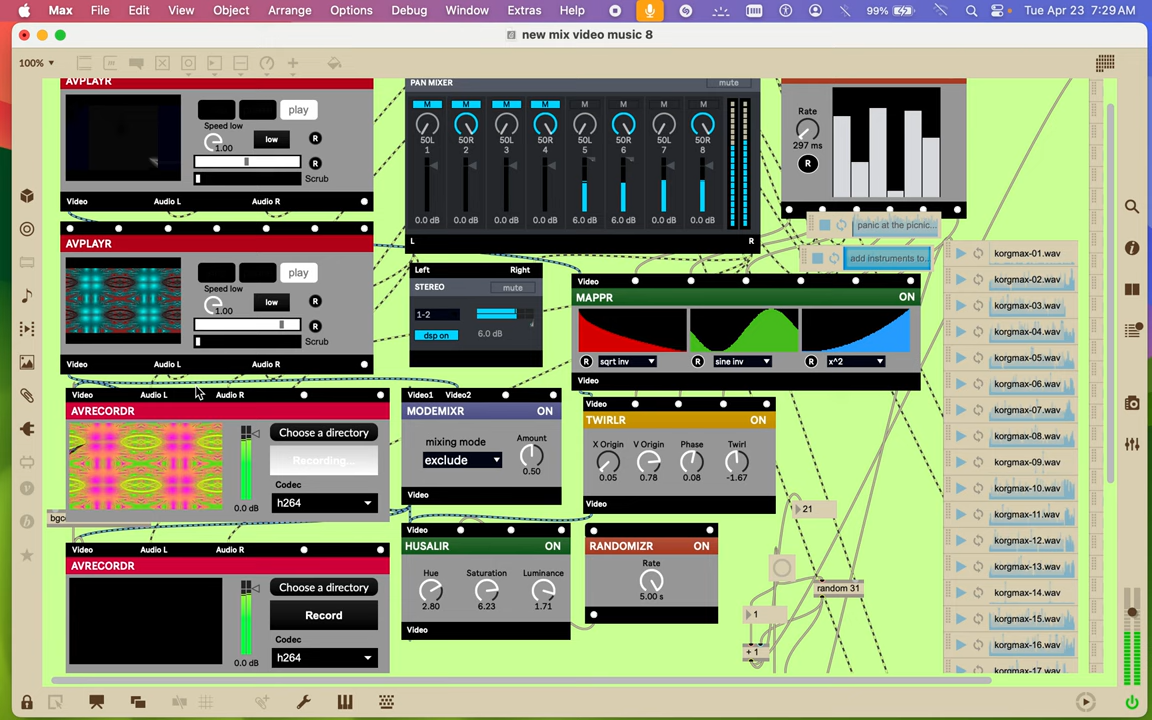 Max File Edit View Object Arrange Options Debug Window Extras Help 99% Tue Apr 23 7:29 AM
new mix video music 8
100%
AVPLAYR
play
Speed low
1.00
low
R
R
Scrub
Video Audio L Audio R
AVPLAYR
play
Speed low
1.00
low
R
R
Scrub
Video Audio L Audio R
Video Audio L Audio R
AVRECORDR
Choose a directory
Recording...
Codec
h264
0.0 dB
bgco
Video Audio L Audio R
AVRECORDR
Choose a directory
Record
Codec
h264
0.0 dB
PAN MIXER
mute
M M M M M M M M
50L 50R 50L 50R 50L 50R 50L 50R
1 2 3 4 5 6 7 8
0.0 dB 0.0 dB 0.0 dB 0.0 dB 6.0 dB 6.0 dB 0.0 dB 0.0 dB
L R
Left Right
STEREO
mute
1-2
dsp on
6.0 dB
Rate
297 ms
R
panic at the picnic...
add instruments to..
Video
MAPPR ON
R sqrt inv R sine inv R x^2
Video
Video1 Video2
MODEMIXR ON
mixing mode
exclude
Amount
0.50
Video
Video
TWIRLR ON
X Origin V Origin Phase Twirl
0.05 0.78 0.08 -1.67
Video
Video
HUSALIR ON
Hue Saturation Luminance
2.80 6.23 1.71
Video
RANDOMIZR ON
Rate
5.00 s
21
random 31
1
+ 1
korgmax-01.wav
korgmax-02.wav
korgmax-03.wav
korgmax-04.wav
korgmax-05.wav
korgmax-06.wav
korgmax-07.wav
korgmax-08.wav
korgmax-09.wav
korgmax-10.wav
korgmax-11.wav
korgmax-12.wav
korgmax-13.wav
korgmax-14.wav
korgmax-15.wav
korgmax-16.wav
korgmax-17.wav